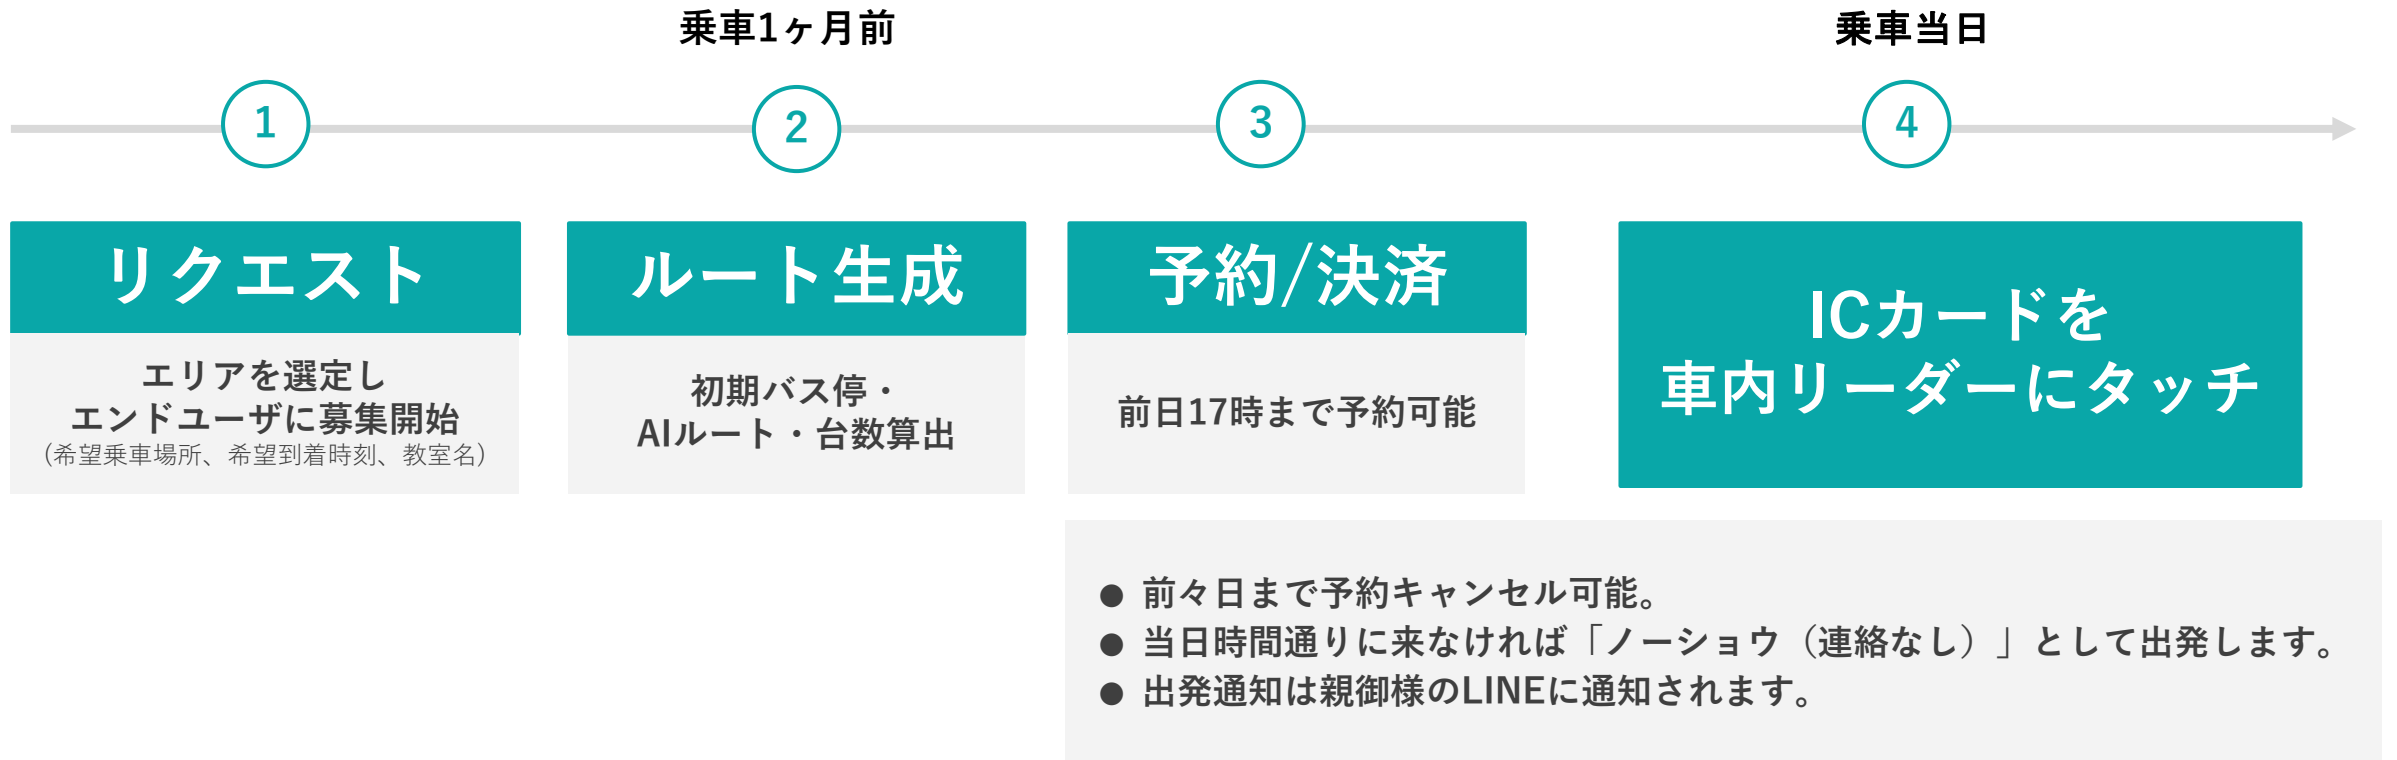 乗車1ヶ月前
乗車当日
1
2
3
4
リクエスト
エリアを選定し
エンドユーザに募集開始
(希望乗車場所、希望到着時刻、教室名)
ルート生成
初期バス停・
AIルート・台数算出
予約/決済
前日17時まで予約可能
ICカードを
車内リーダーにタッチ
● 前々日まで予約キャンセル可能。
● 当日時間通りに来なければ「ノーショウ（連絡なし）」として出発します。
● 出発通知は親御様のLINEに通知されます。